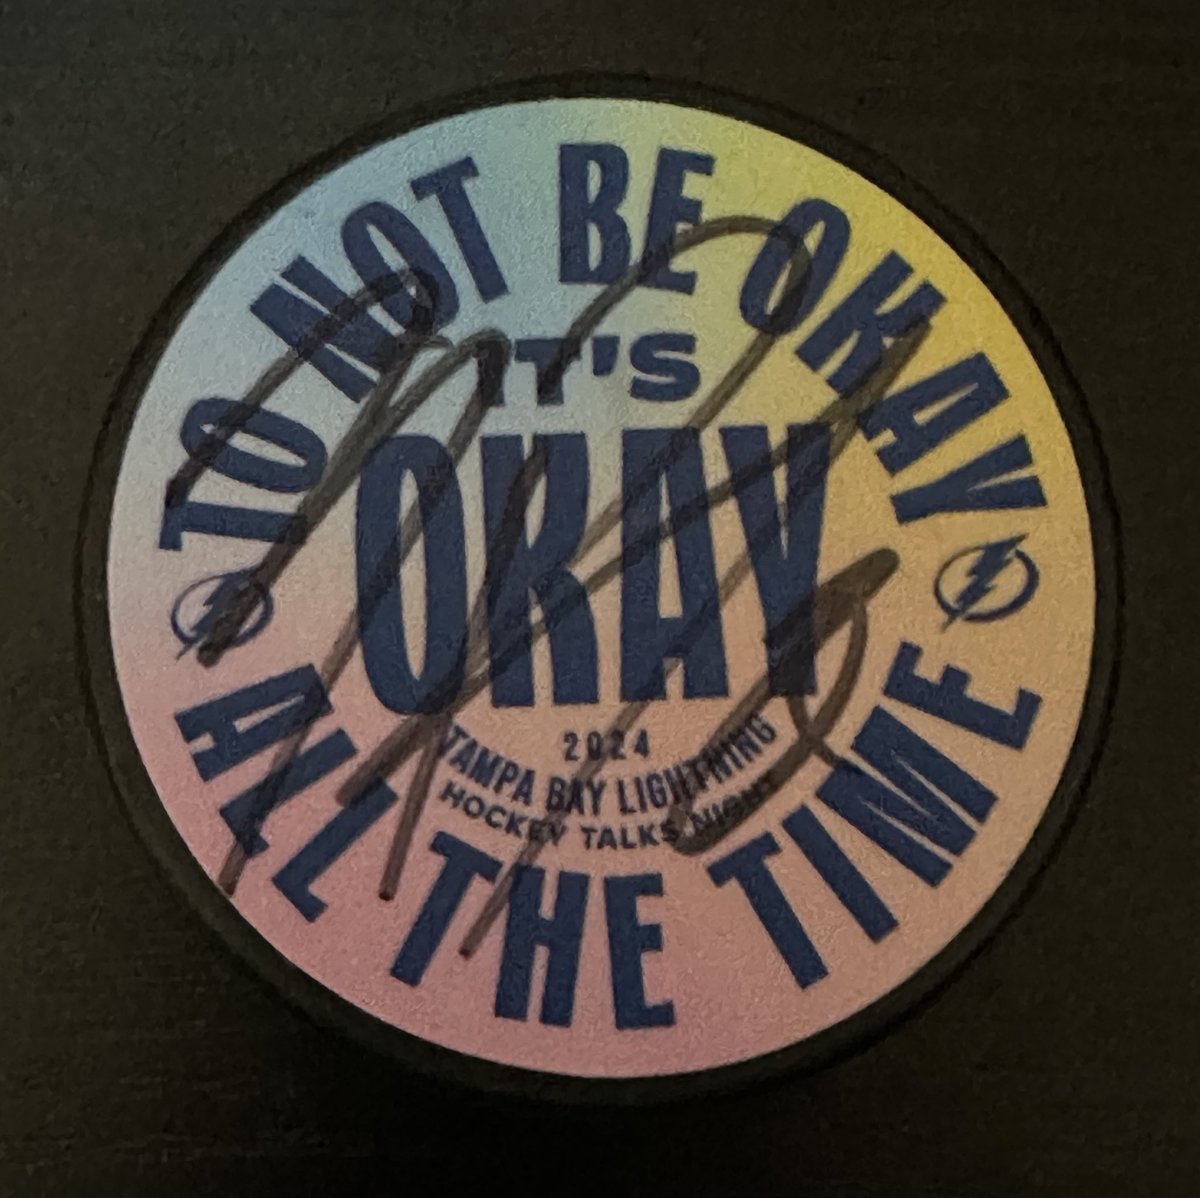 IT'S
OKAY
TO NOT BE OKAY
ALL THE TIME
2024
TAMPA BAY LIGHTNING
HOCKEY TALKS NIGHT